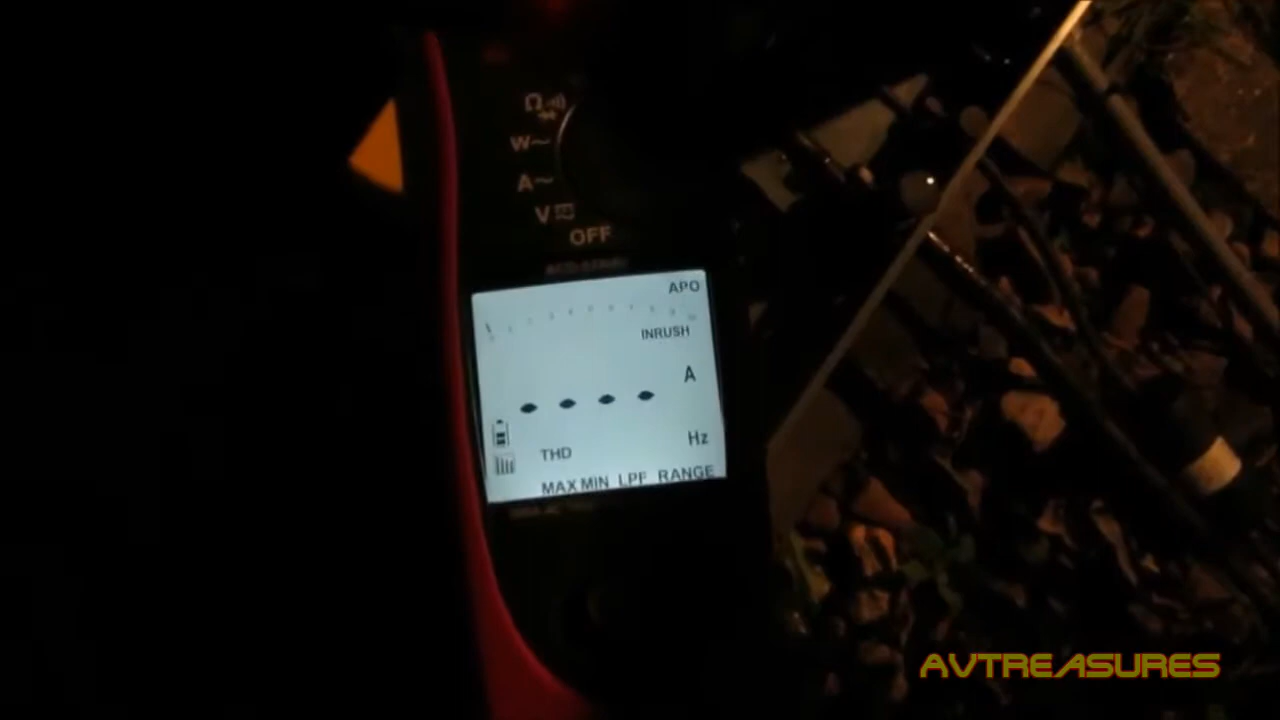 Ω
W~
A~
V
OFF
APO
INRUSH
A
Hz
THD
MAX MIN LPF RANGE
AVTREASURES